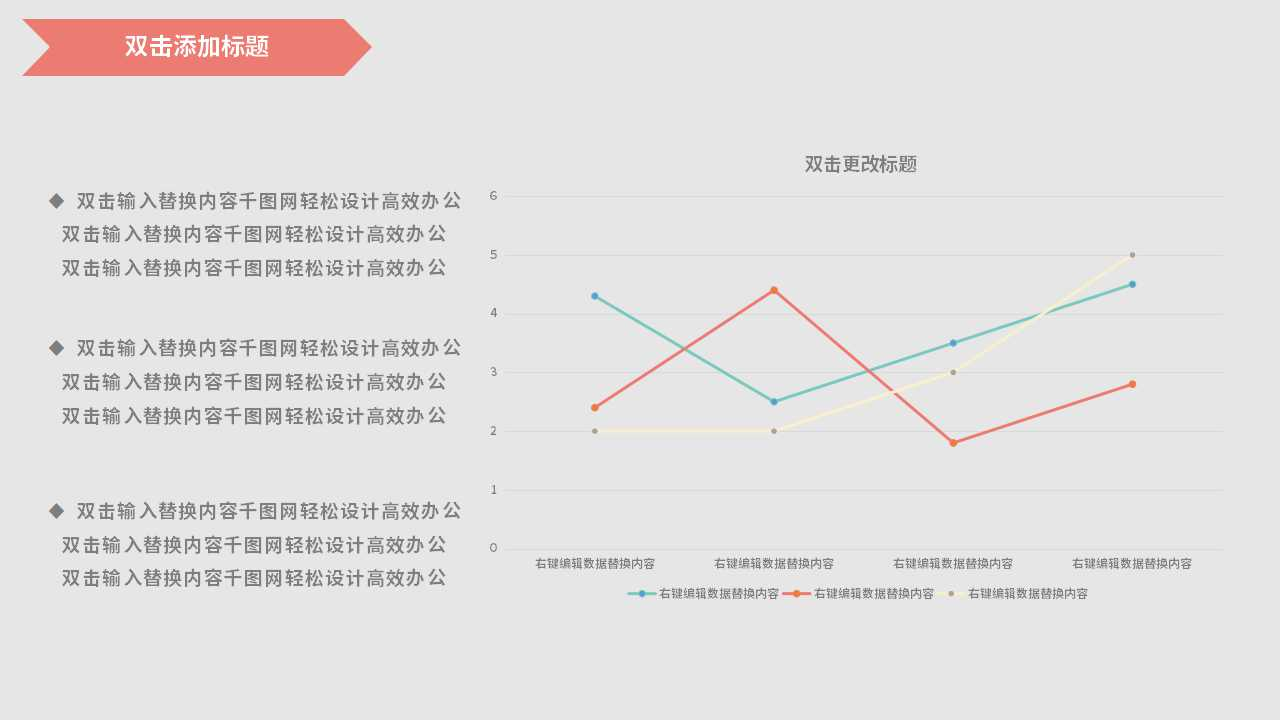 双击添加标题
◆ 双击输入替换内容千图网轻松设计高效办公
双击输入替换内容千图网轻松设计高效办公
双击输入替换内容千图网轻松设计高效办公
◆ 双击输入替换内容千图网轻松设计高效办公
双击输入替换内容千图网轻松设计高效办公
双击输入替换内容千图网轻松设计高效办公
◆ 双击输入替换内容千图网轻松设计高效办公
双击输入替换内容千图网轻松设计高效办公
双击输入替换内容千图网轻松设计高效办公
双击更改标题
6
5
4
3
2
1
0
右键编辑数据替换内容 右键编辑数据替换内容 右键编辑数据替换内容 右键编辑数据替换内容
右键编辑数据替换内容 右键编辑数据替换内容 右键编辑数据替换内容